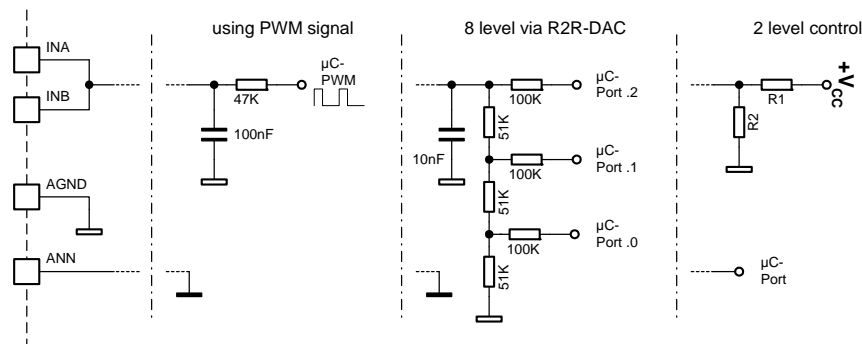 using PWM signal
8 level via R2R-DAC
2 level control
INA
INB
AGND
ANN
µC-
PWM
47K
100nF
µC-
Port .2
100K
51K
10nF
µC-
Port .1
100K
51K
µC-
Port .0
100K
51K
+VCC
R1
R2
µC-
Port